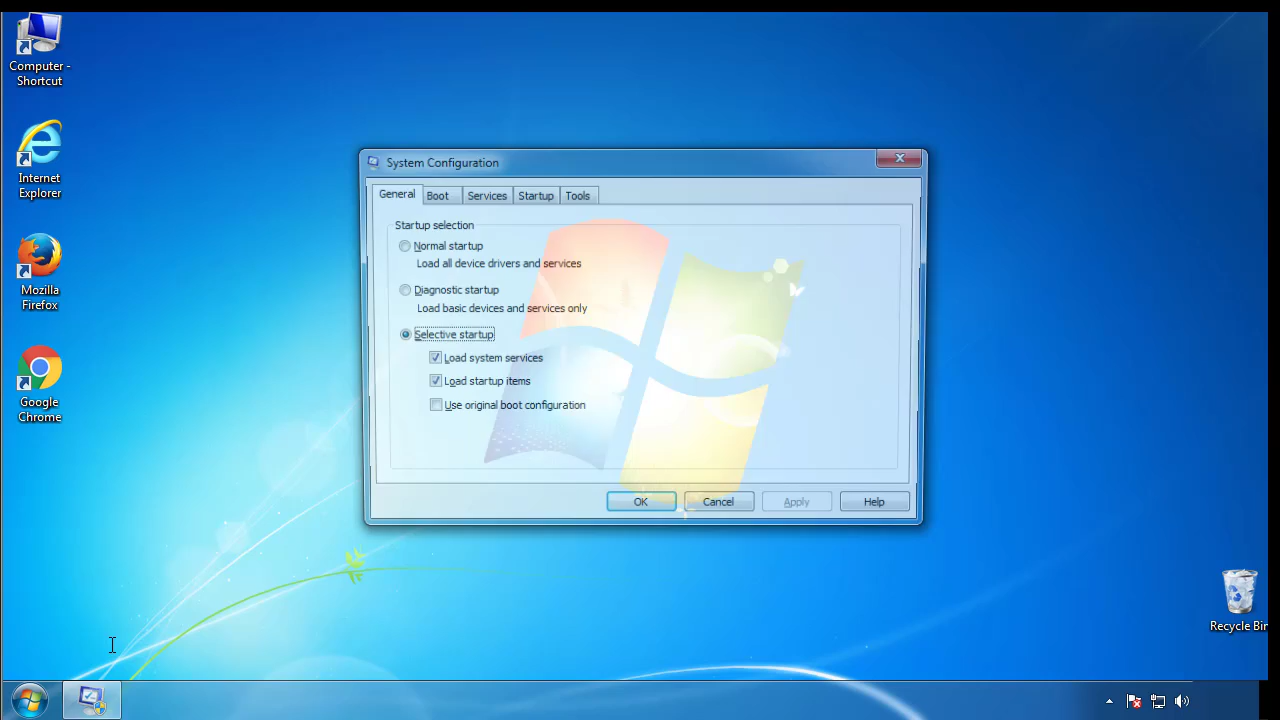 Computer -
Shortcut
Internet
Explorer
Mozilla
Firefox
Google
Chrome
System Configuration
General Boot Services Startup Tools
Startup selection
Normal startup
Load all device drivers and services
Diagnostic startup
Load basic devices and services only
Selective startup
Load system services
Load startup items
Use original boot configuration
OK Cancel Apply Help
Recycle Bin